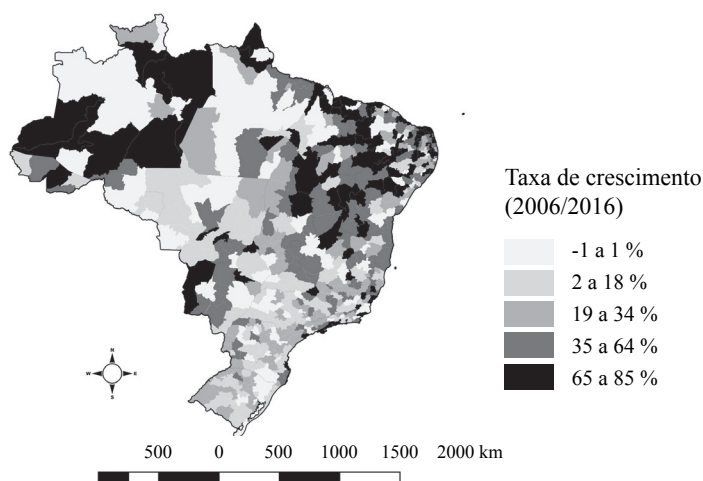 Taxa de crescimento
(2006/2016)
-1 a 1 %
2 a 18 %
19 a 34 %
35 a 64 %
65 a 85 %
N
W E
S
500 0 500 1000 1500 2000 km